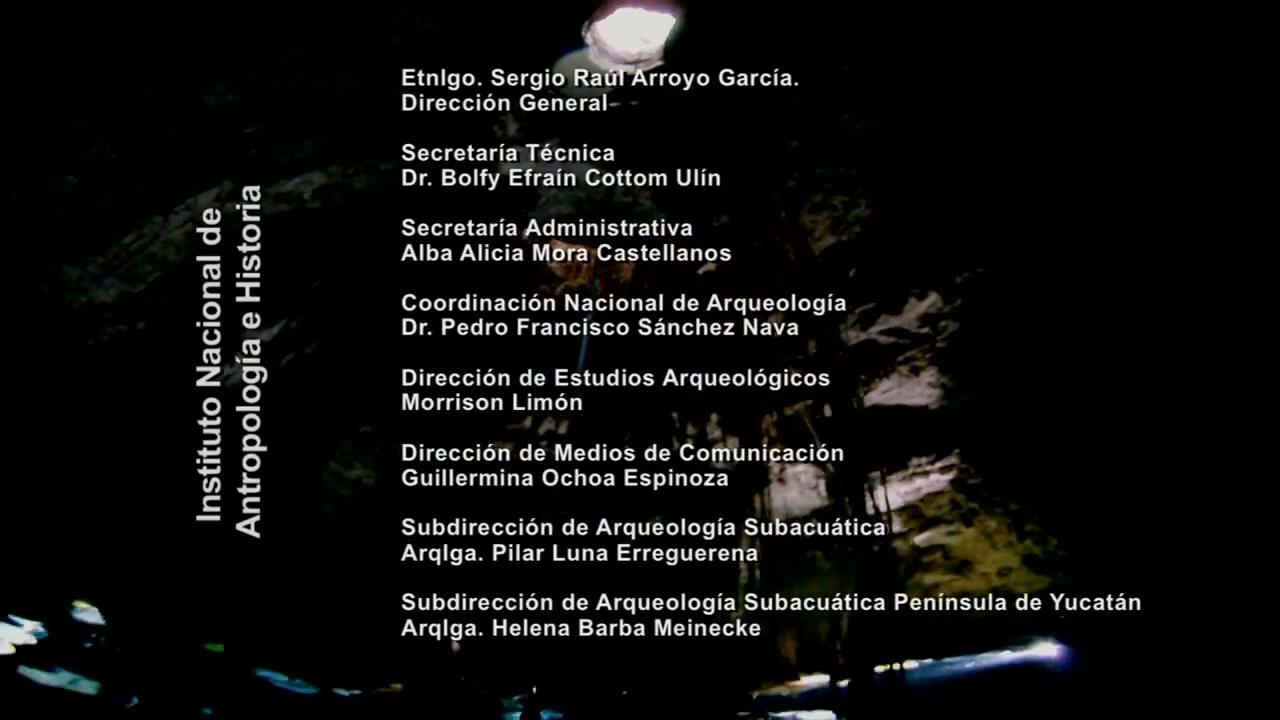 Instituto Nacional de
Antropología e Historia
Etnlgo. Sergio Raúl Arroyo García.
Dirección General
Secretaría Técnica
Dr. Bolfy Efraín Cottom Ulín
Secretaría Administrativa
Alba Alicia Mora Castellanos
Coordinación Nacional de Arqueología
Dr. Pedro Francisco Sánchez Nava
Dirección de Estudios Arqueológicos
Morrison Limón
Dirección de Medios de Comunicación
Guillermina Ochoa Espinoza
Subdirección de Arqueología Subacuática
Arqlga. Pilar Luna Erreguerena
Subdirección de Arqueología Subacuática Península de Yucatán
Arqlga. Helena Barba Meinecke